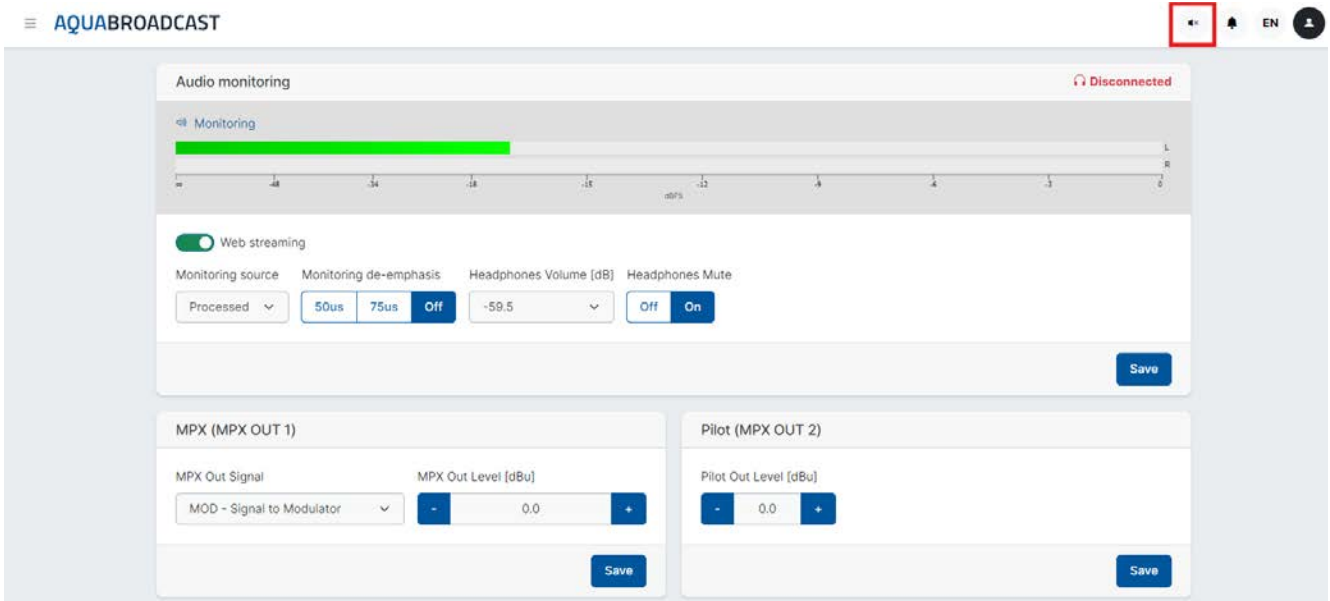 AQUABROADCAST
EN
Audio monitoring
Disconnected
Monitoring
L
R
∞ -48 -34 -18 -15 -12 -9 -6 -3 0
dBFS
Web streaming
Monitoring source Monitoring de-emphasis Headphones Volume [dB] Headphones Mute
Processed 50us 75us Off -59.5 Off On
Save
MPX (MPX OUT 1) Pilot (MPX OUT 2)
MPX Out Signal MPX Out Level [dBu] Pilot Out Level [dBu]
MOD - Signal to Modulator - 0.0 + - 0.0 +
Save Save